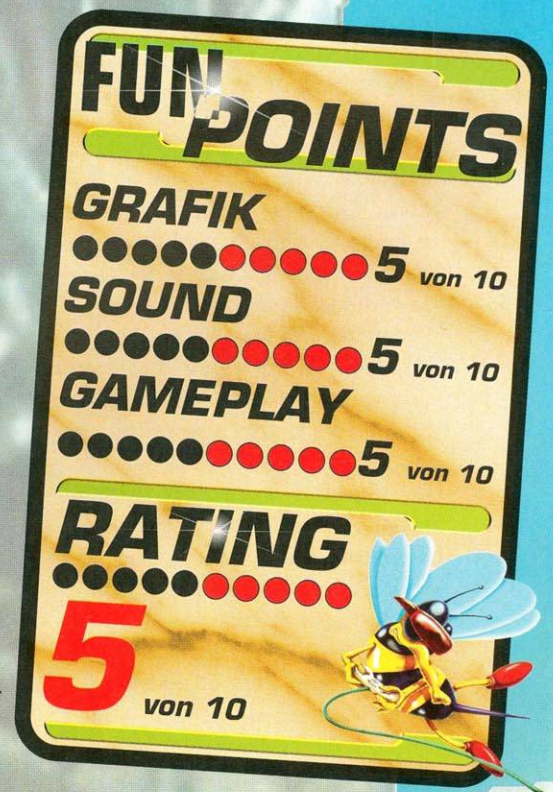 FUN
POINTS
GRAFIK
5 von 10
SOUND
5 von 10
GAMEPLAY
5 von 10
RATING
5 von 10